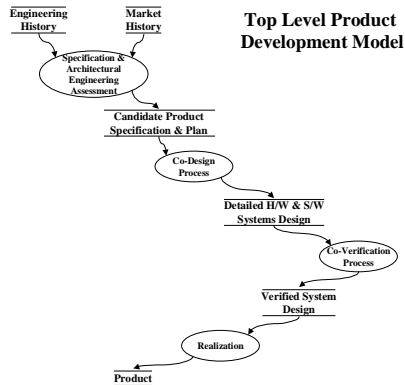 Engineering
History
Market
History
Top Level Product
Development Model
Specification &
Architectural
Engineering
Assessment
Candidate Product
Specification & Plan
Co-Design
Process
Detailed H/W & S/W
Systems Design
Co-Verification
Process
Verified System
Design
Realization
Product